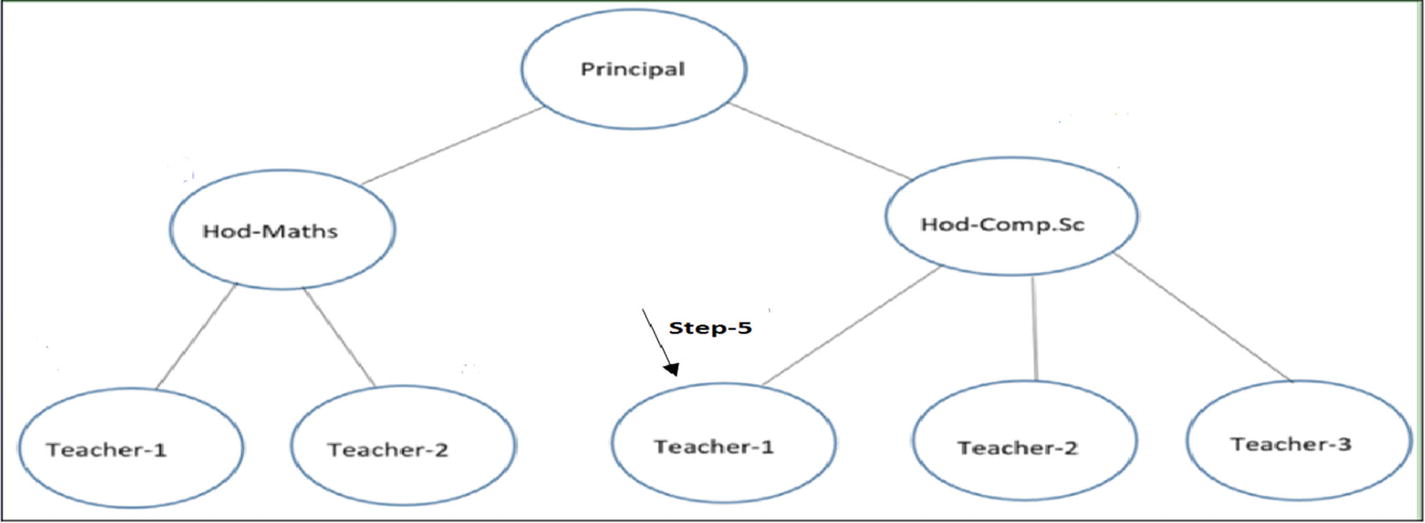 Principal
Hod-Maths
Hod-Comp.Sc
Step-5
Teacher-1
Teacher-2
Teacher-1
Teacher-2
Teacher-3